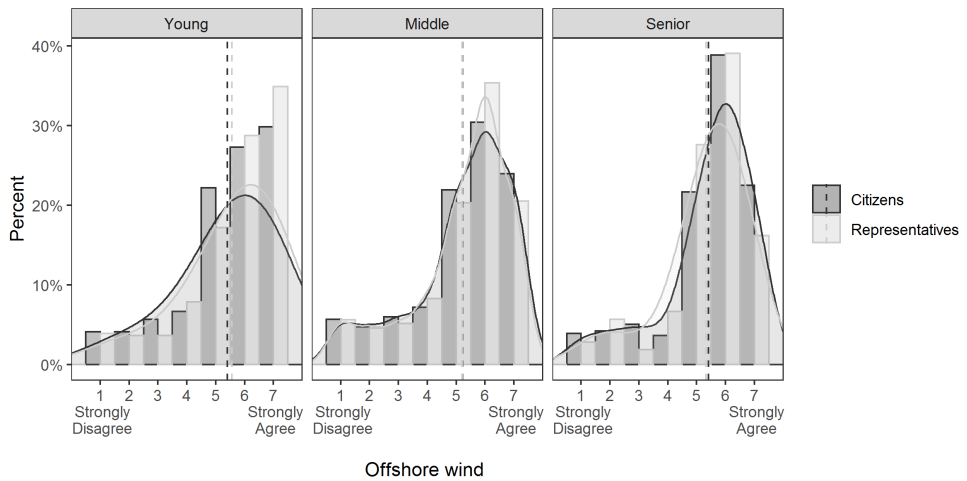 Young Middle Senior
40%
30%
20%
10%
0%
Percent
1 2 3 4 5 6 7 1 2 3 4 5 6 7 1 2 3 4 5 6 7
Strongly Strongly Strongly Strongly Strongly Strongly
Disagree Agree Disagree Agree Disagree Agree
Offshore wind
Citizens
Representatives